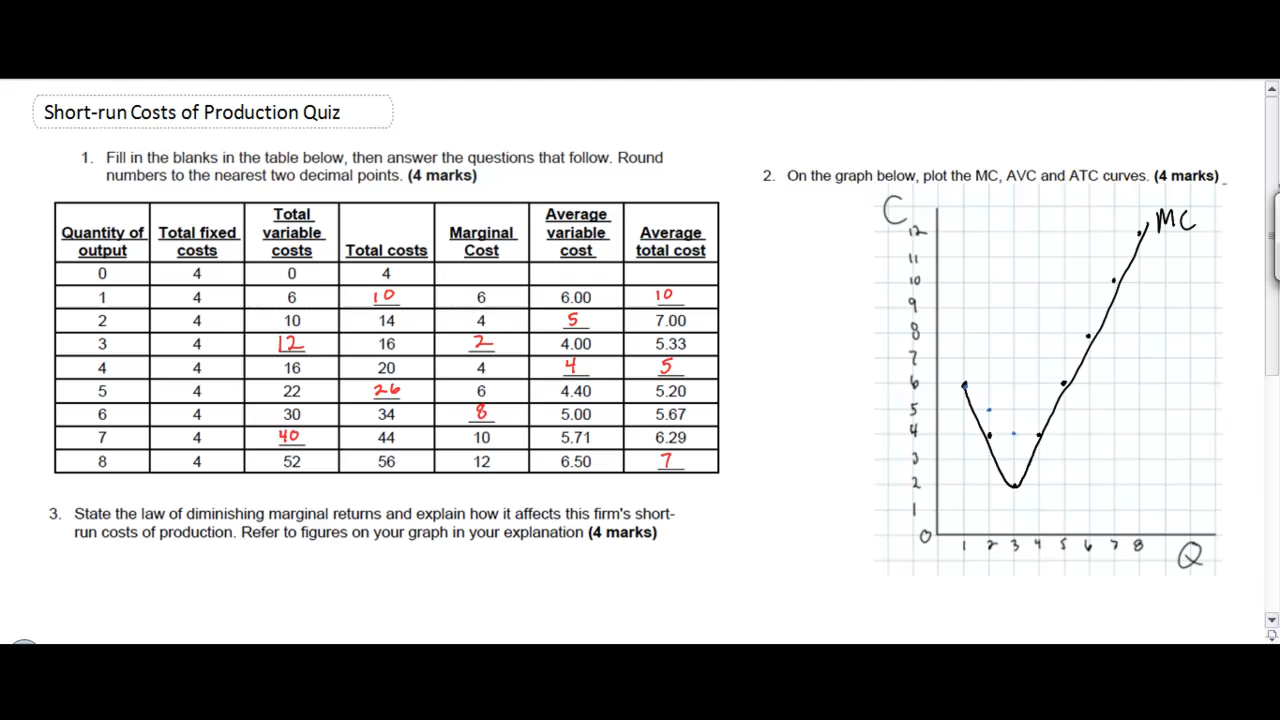 Short-run Costs of Production Quiz
1. Fill in the blanks in the table below, then answer the questions that follow. Round
numbers to the nearest two decimal points. (4 marks)
Quantity of output | Total fixed costs | Total variable costs | Total costs | Marginal Cost | Average variable cost | Average total cost
0 4 0 4
1 4 6 10 6 6.00 10
2 4 10 14 4 5 7.00
3 4 12 16 2 4.00 5.33
4 4 16 20 4 4 5
5 4 22 26 6 4.40 5.20
6 4 30 34 8 5.00 5.67
7 4 40 44 10 5.71 6.29
8 4 52 56 12 6.50 7
3. State the law of diminishing marginal returns and explain how it affects this firm's short-
run costs of production. Refer to figures on your graph in your explanation (4 marks)
2. On the graph below, plot the MC, AVC and ATC curves. (4 marks)
C
MC
12
11
10
9
8
7
6
5
4
3
2
1
0
1 2 3 4 5 6 7 8
Q